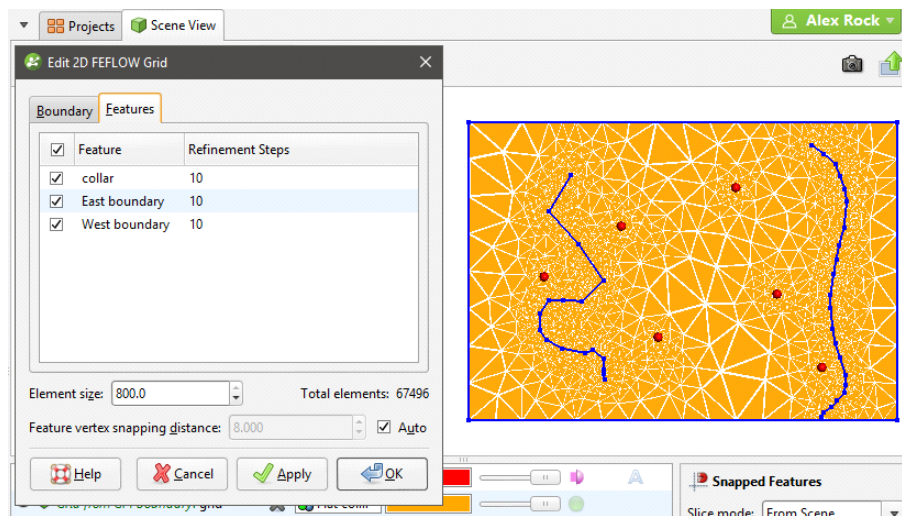 Projects Scene View Alex Rock
Edit 2D FEFLOW Grid
Boundary Features
Feature Refinement Steps
collar 10
East boundary 10
West boundary 10
Element size: 800.0 Total elements: 67496
Feature vertex snapping distance: 8.000 Auto
Help Cancel Apply OK
A
Snapped Features
Slice mode: From Scene